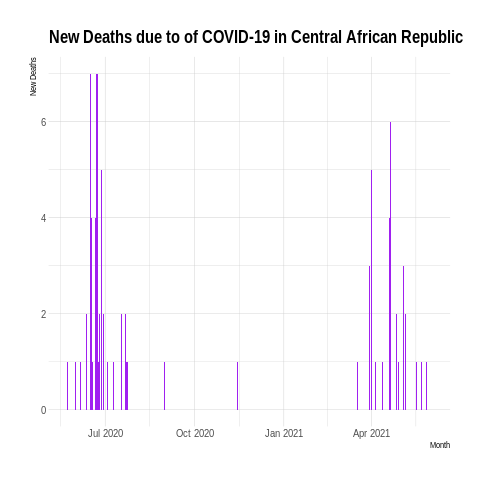 New Deaths due to of COVID-19 in Central African Republic
New Deaths
6
4
2
0
Jul 2020 Oct 2020 Jan 2021 Apr 2021
Month